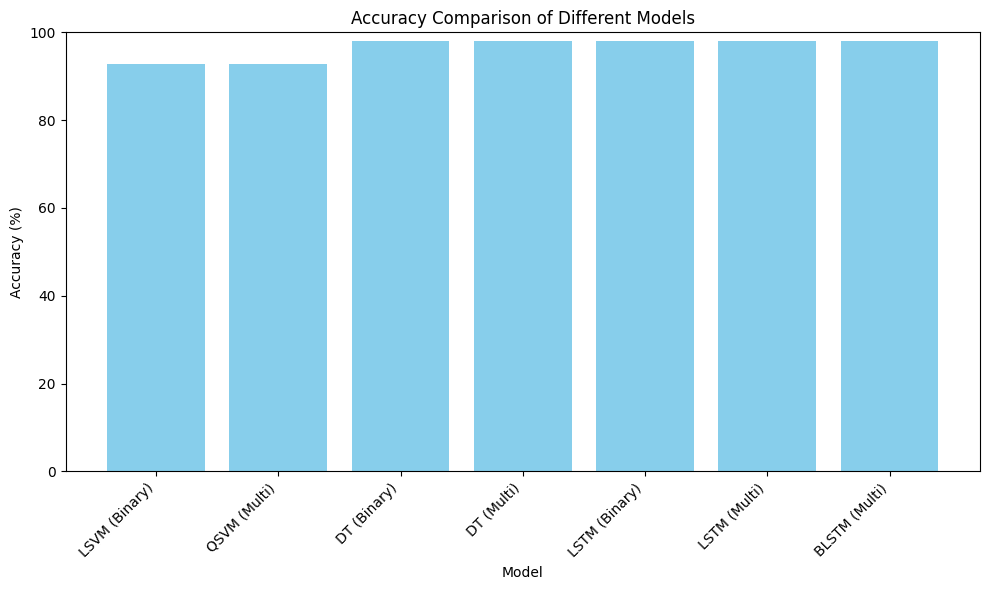 Accuracy Comparison of Different Models
Accuracy (%)
100
80
60
40
20
0
LSVM (Binary)
QSVM (Multi)
DT (Binary)
DT (Multi)
LSTM (Binary)
LSTM (Multi)
BLSTM (Multi)
Model